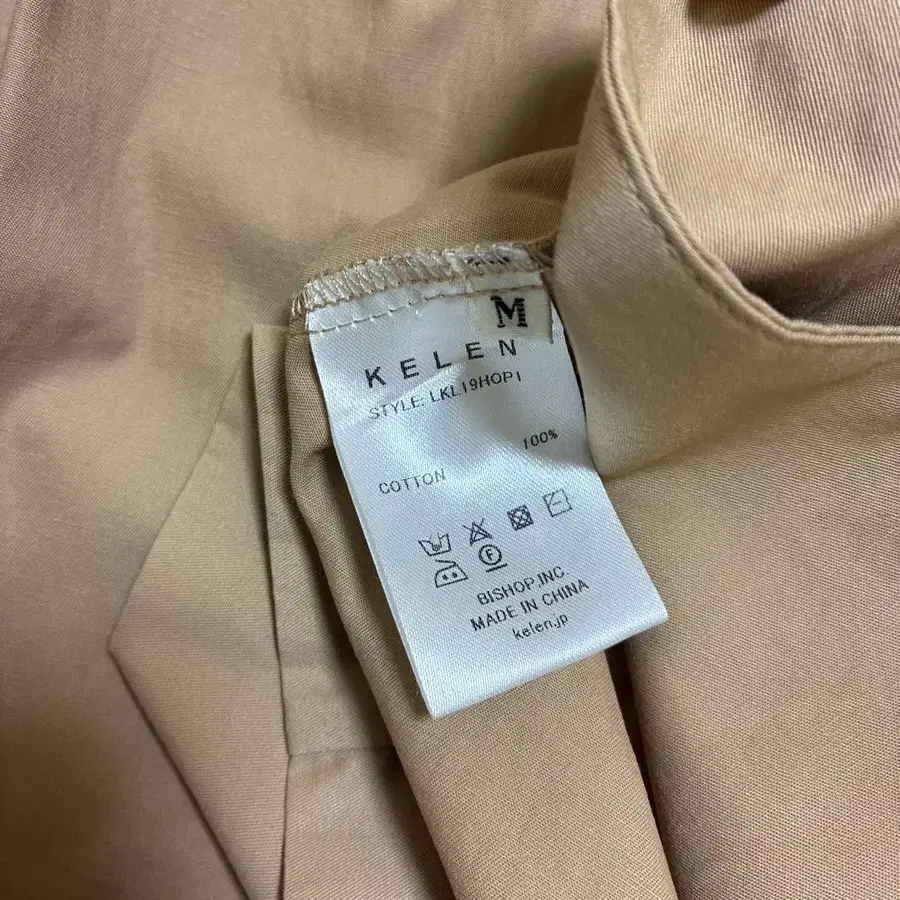 M
KELEN
STYLE: LKL19HOP1
100%
COTTON
F
BISHOP,INC.
MADE IN CHINA
kelen.jp